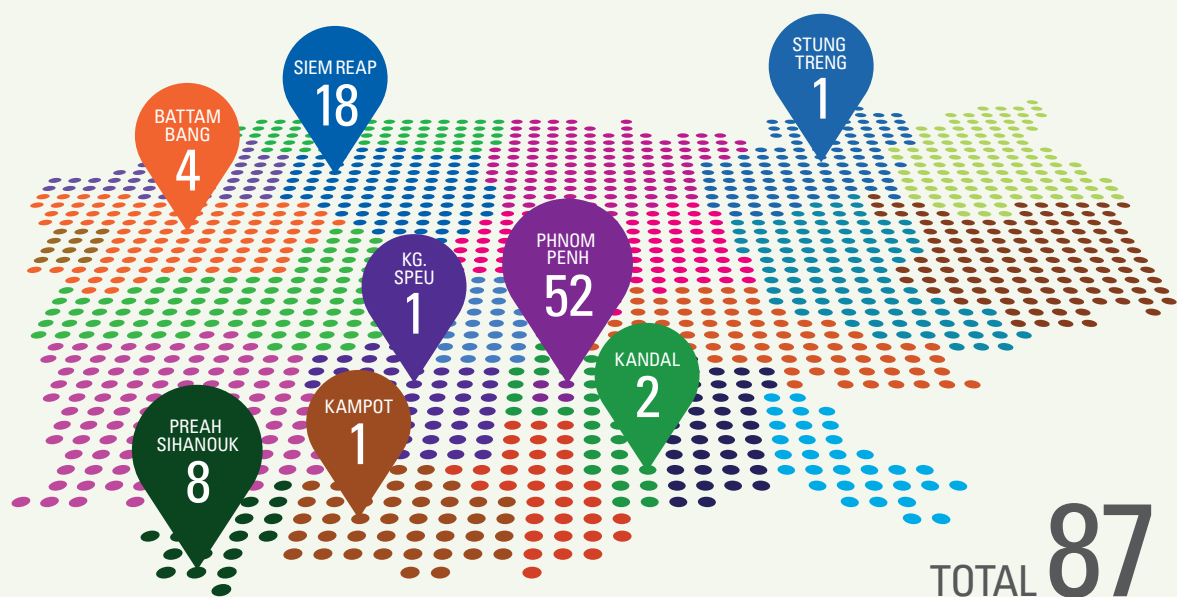 SIEM REAP
18
STUNG
TRENG
1
BATTAM
BANG
4
KG.
SPEU
1
PHNOM
PENH
52
KANDAL
2
KAMPOT
1
PREAH
SIHANOUK
8
TOTAL 87